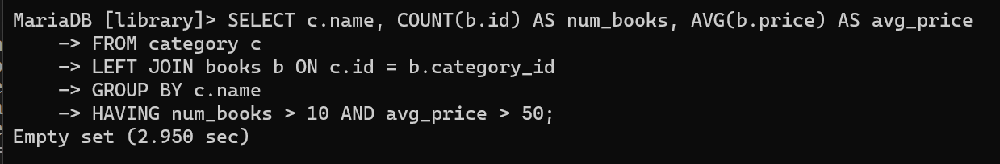 MariaDB [library]> SELECT c.name, COUNT(b.id) AS num_books, AVG(b.price) AS avg_price
    -> FROM category c
    -> LEFT JOIN books b ON c.id = b.category_id
    -> GROUP BY c.name
    -> HAVING num_books > 10 AND avg_price > 50;
Empty set (2.950 sec)